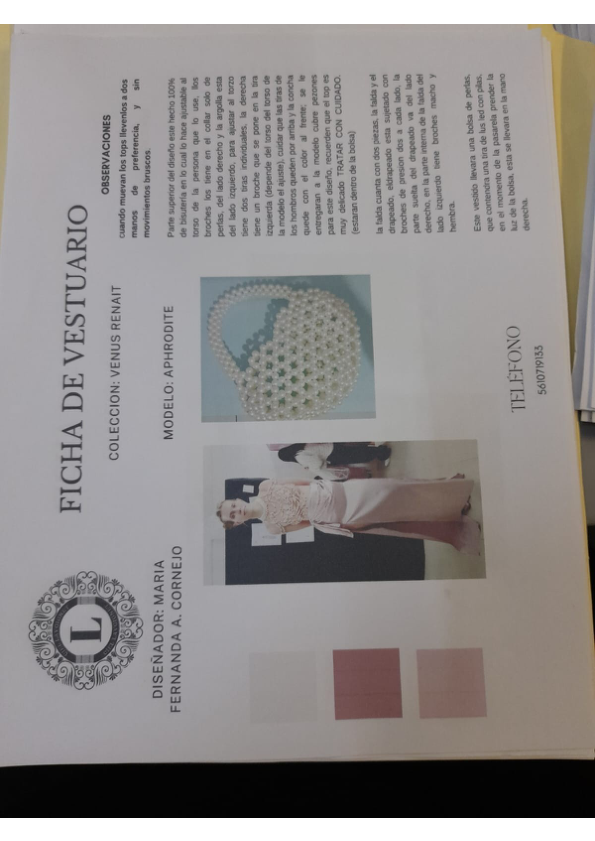 FICHA DE VESTUARIO
L
COLECCION: VENUS RENAIT
DISEÑADOR: MARIA
FERNANDA A. CORNEJO
MODELO: APHRODITE
OBSERVACIONES
cuando muevan los tops llevenlos a dos
manos de preferencia, y sin
movimientos bruscos.
Parte superior del diseño este hecho 100%
de bisuteria en lo cual lo hace ajustable al
torso de la persona que lo use, los
broches los tiene en el collar solo de
perlas, del lado derecho y la argolla esta
del lado izquierdo, para ajustar al torzo
tiene dos tiras individuales, la derecha
tiene un broche que se pone en la tira
izquierda (depende del torso del torso de
la modelo el ajuste), cuidar que las tiras de
los hombros queden por arriba y la concha
quede con el color al frente; se le
entregaran a la modelo cubre pezones
para este diseño, recuerden que el top es
muy delicado TRATAR CON CUIDADO.
(estaran dentro de la bolsa)
la falda cuanta con dos piezas, la falda y el
drapeado, eldrapeado esta sujetado con
broches de presion dos a cada lado, la
parte suelta del drapeado va del lado
derecho, en la parte interna de la falda del
lado izquierdo tiene broches macho y
hembra.
Este vestido llevara una bolsa de perlas,
que contendra una tira de lus led con pilas,
en el momento de la pasarela prender la
luz de la bolsa, esta se llevara en la mano
derecha.
TELÉFONO
5610719133